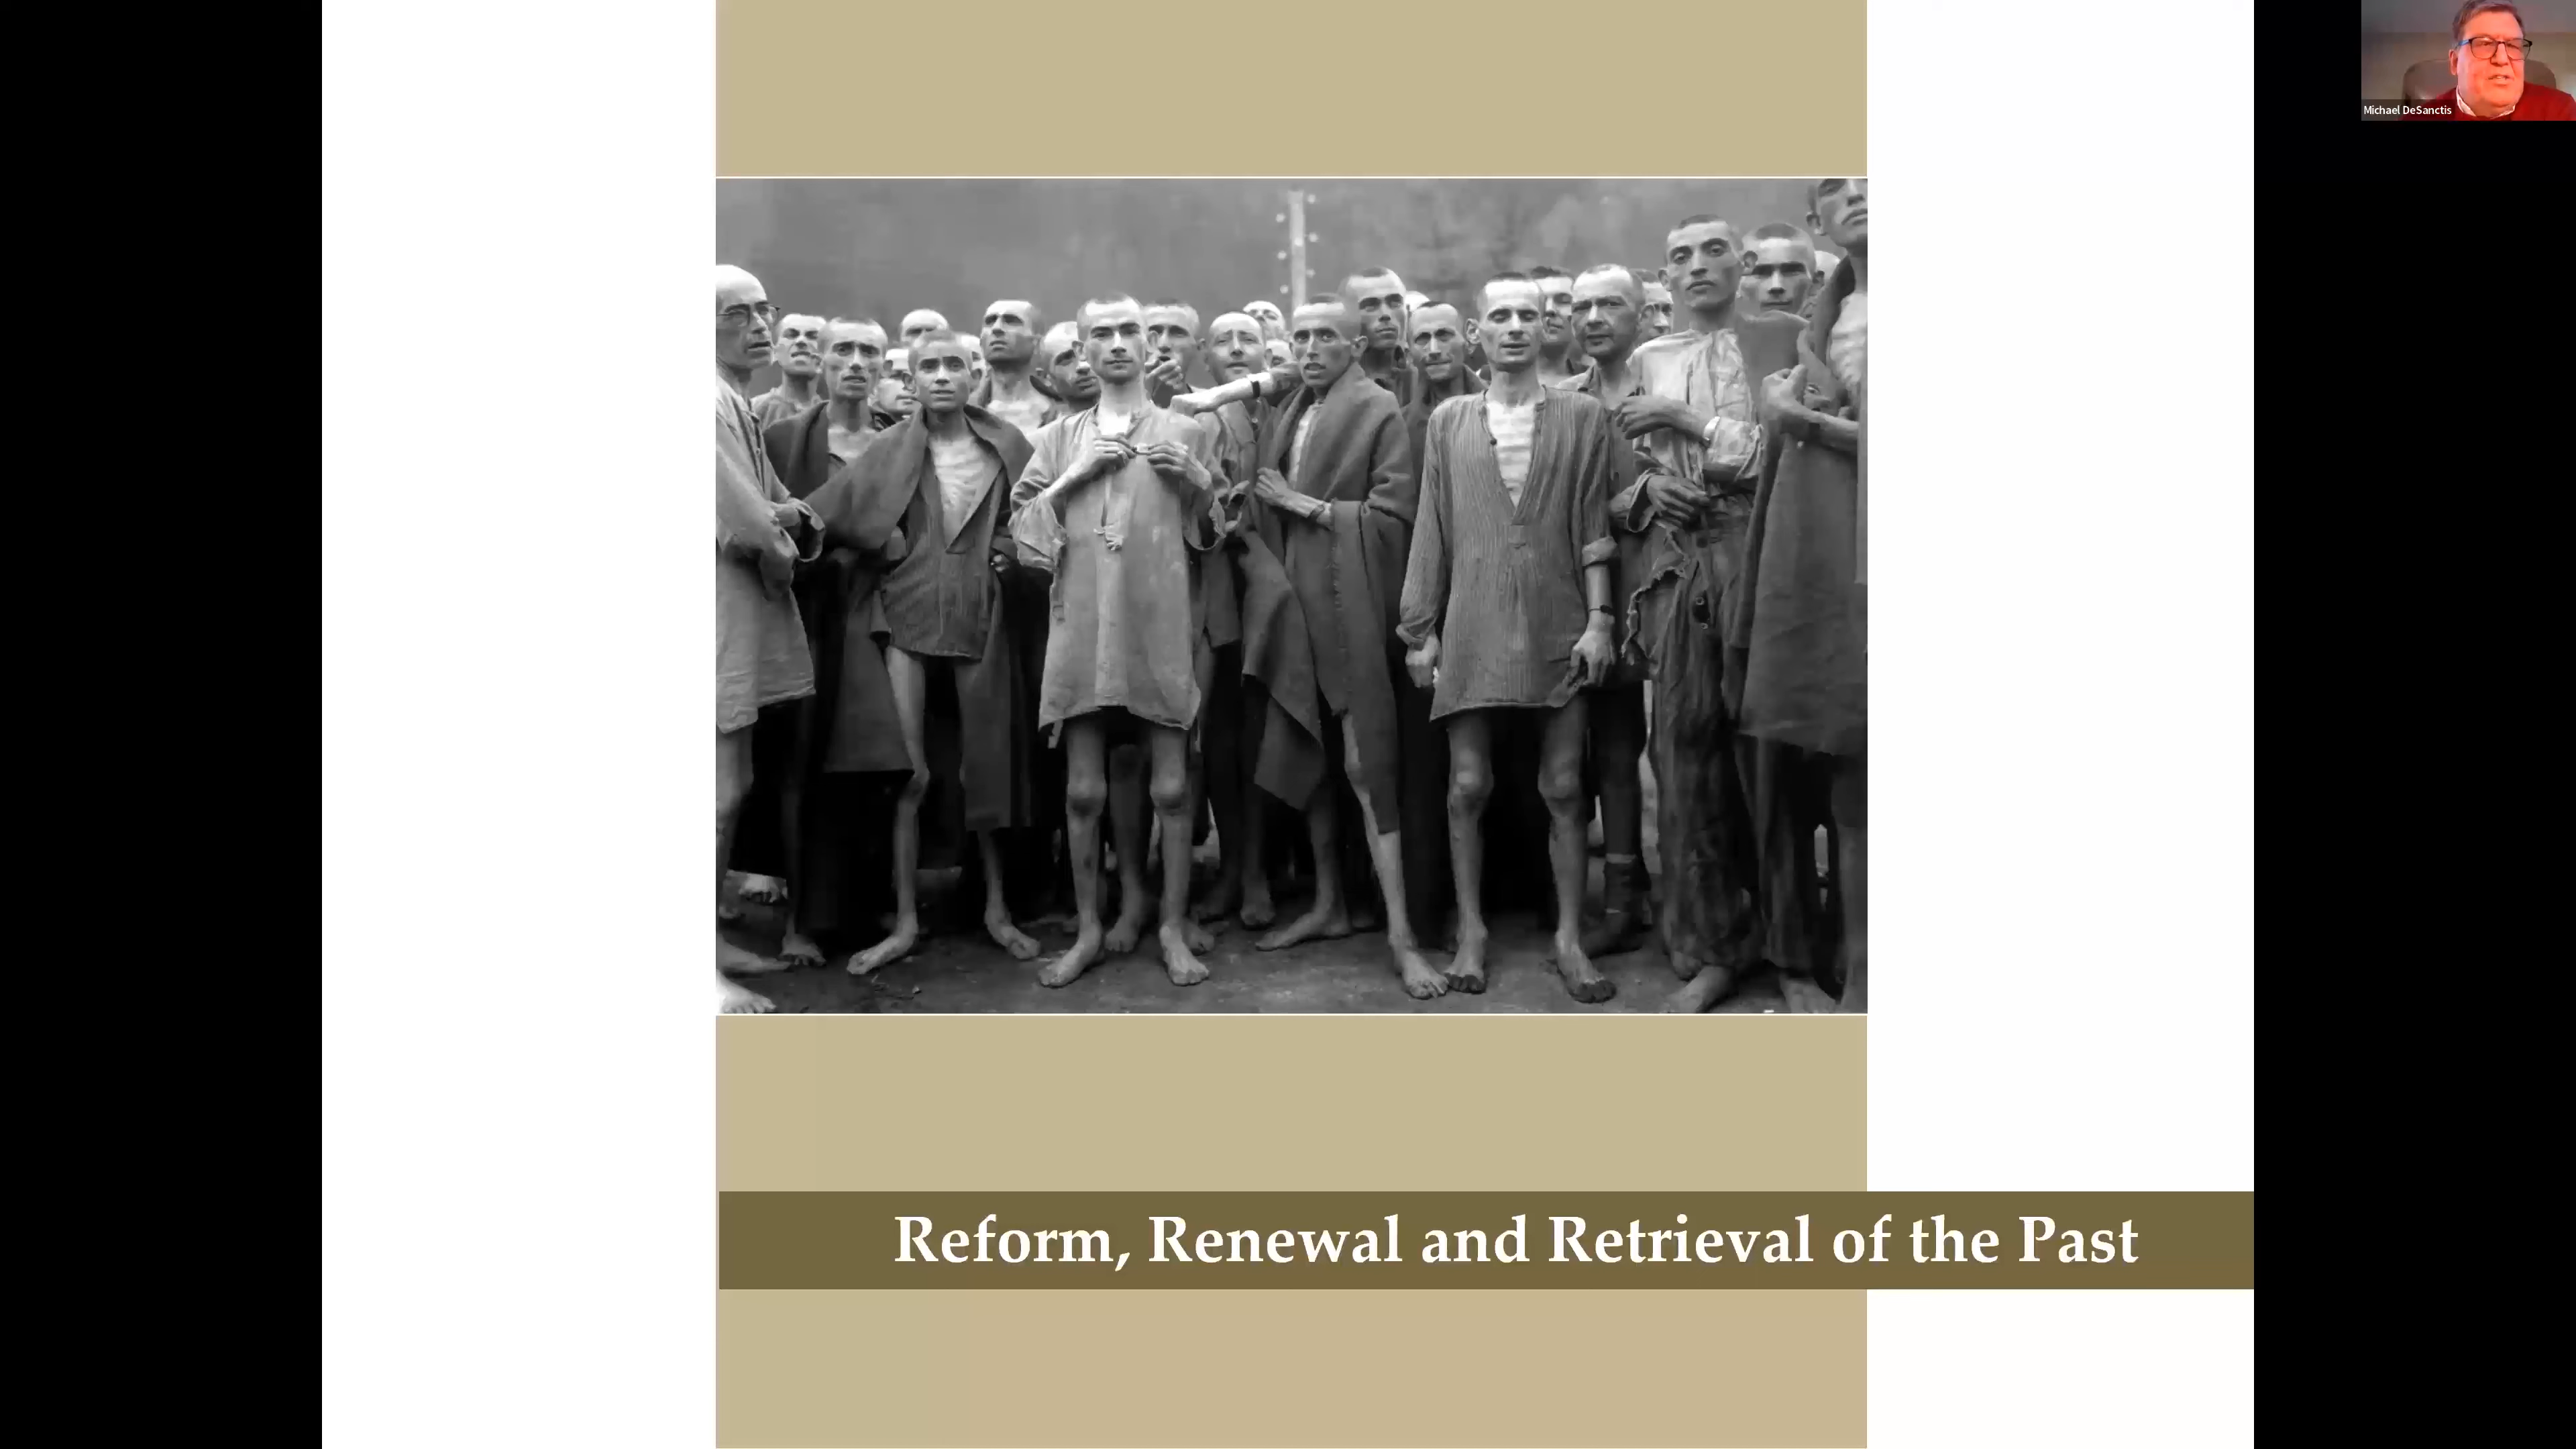 Michael DeSanctis
Reform, Renewal and Retrieval of the Past